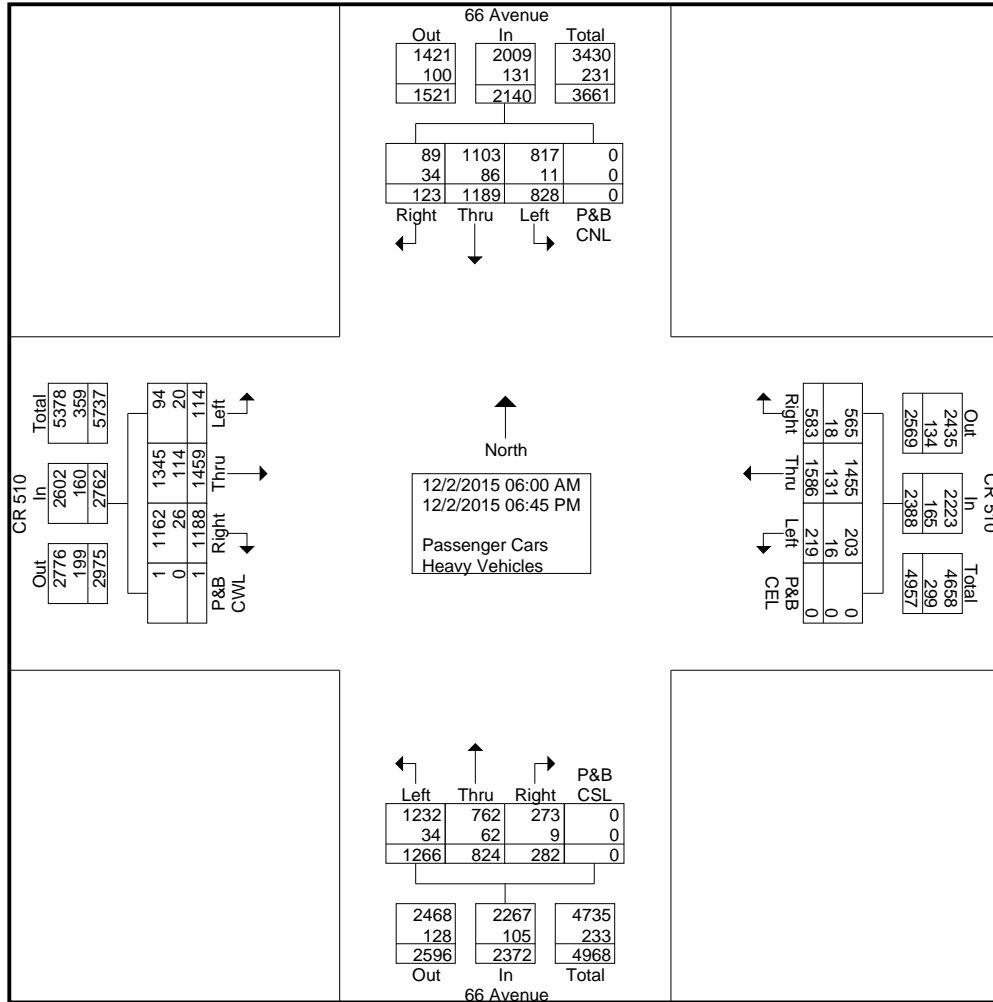 66 Avenue
Out In Total
1421 2009 3430
100 131 231
1521 2140 3661
89 1103 817 0
34 86 11 0
123 1189 828 0
Right Thru Left P&B
CNL
CR 510
Total In Out
5378 2602 2776
359 160 199
5737 2762 2975
94 1345 1162 1
20 114 26 0
114 1459 1188 1
Left Thru Right P&B
CWL
North
12/2/2015 06:00 AM
12/2/2015 06:45 PM
Passenger Cars
Heavy Vehicles
CR 510
Out In Total
2435 2223 4658
134 165 299
2569 2388 4957
565 1455 203 0
18 131 16 0
583 1586 219 0
Right Thru Left P&B
CEL
P&B
Left Thru Right CSL
1232 762 273 0
34 62 9 0
1266 824 282 0
2468 2267 4735
128 105 233
2596 2372 4968
Out In Total
66 Avenue